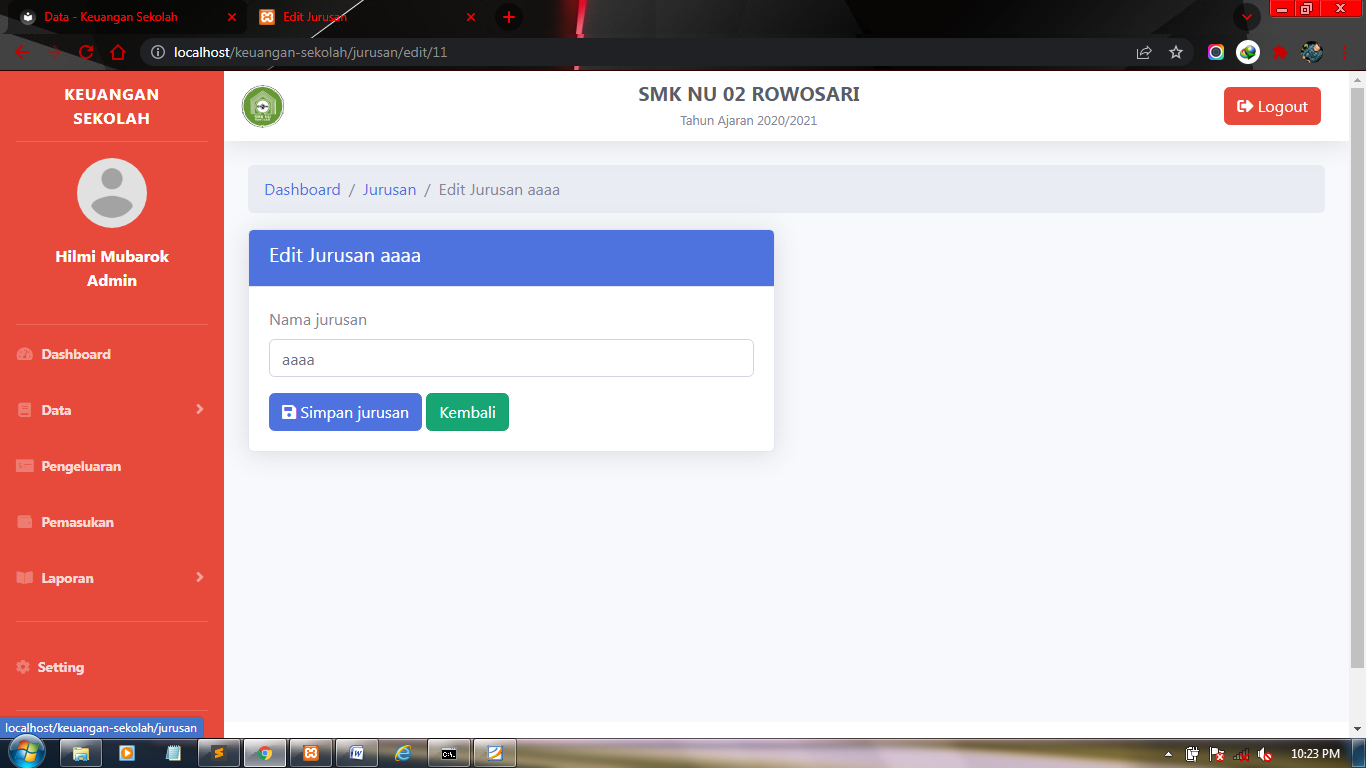 Data - Keuangan Sekolah
Edit Jurusan
localhost/keuangan-sekolah/jurusan/edit/11
KEUANGAN
SEKOLAH
SMK NU 02 ROWOSARI
Tahun Ajaran 2020/2021
Logout
Hilmi Mubarok
Admin
Dashboard
Data
Pengeluaran
Pemasukan
Laporan
Setting
Dashboard / Jurusan / Edit Jurusan aaaa
Edit Jurusan aaaa
Nama jurusan
aaaa
Simpan jurusan
Kembali
localhost/keuangan-sekolah/jurusan
10:23 PM